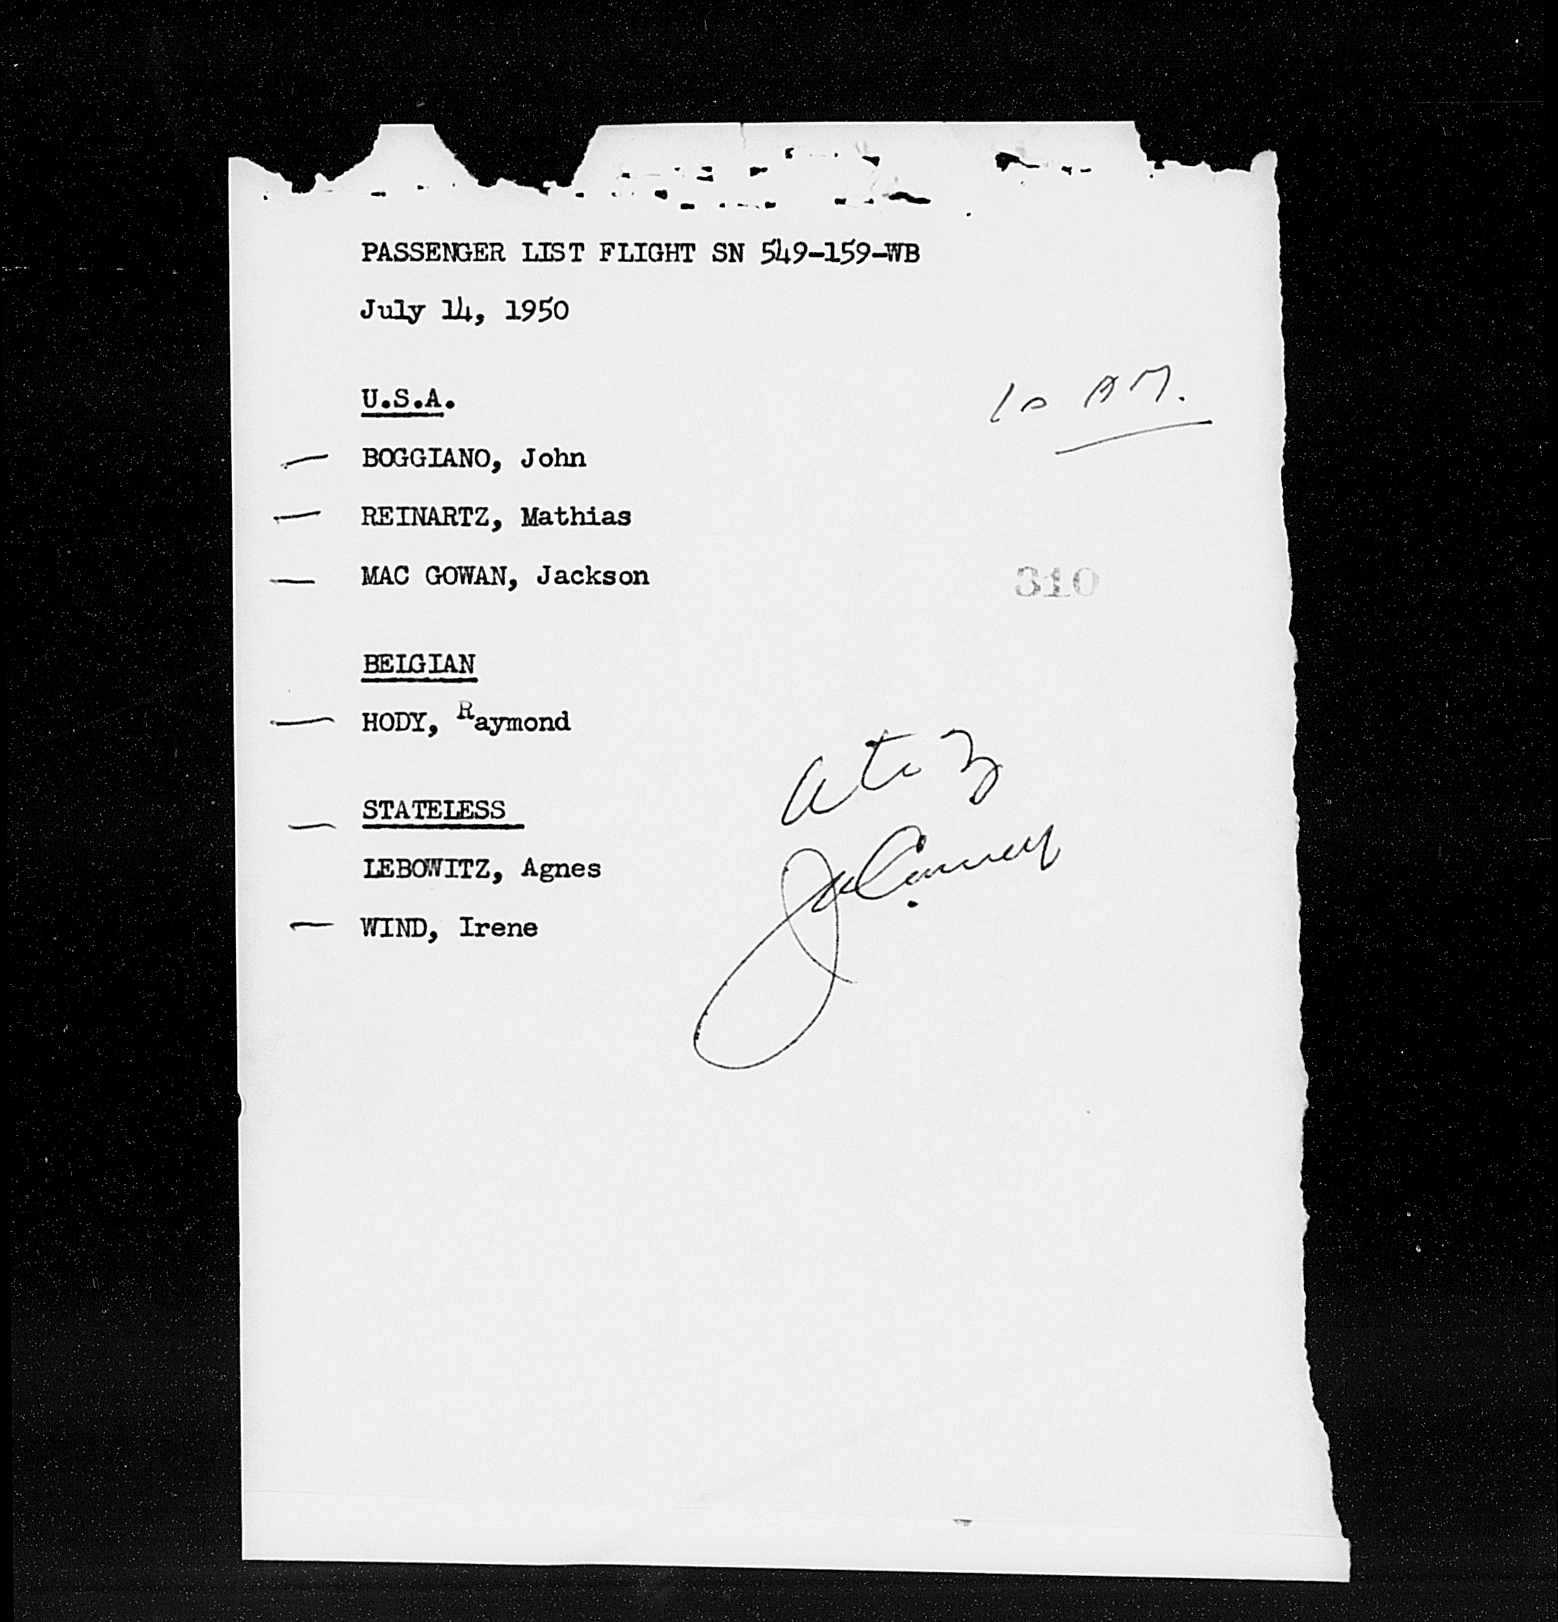 PASSENGER LIST FLIGHT SN 549-159-WB
July 14, 1950
10 AM.
U.S.A.
— BOGGIANO, John
— REINARTZ, Mathias
— MAC GOWAN, Jackson
310
BELGIAN
— HODY, Raymond
— STATELESS
LEBOWITZ, Agnes
— WIND, Irene